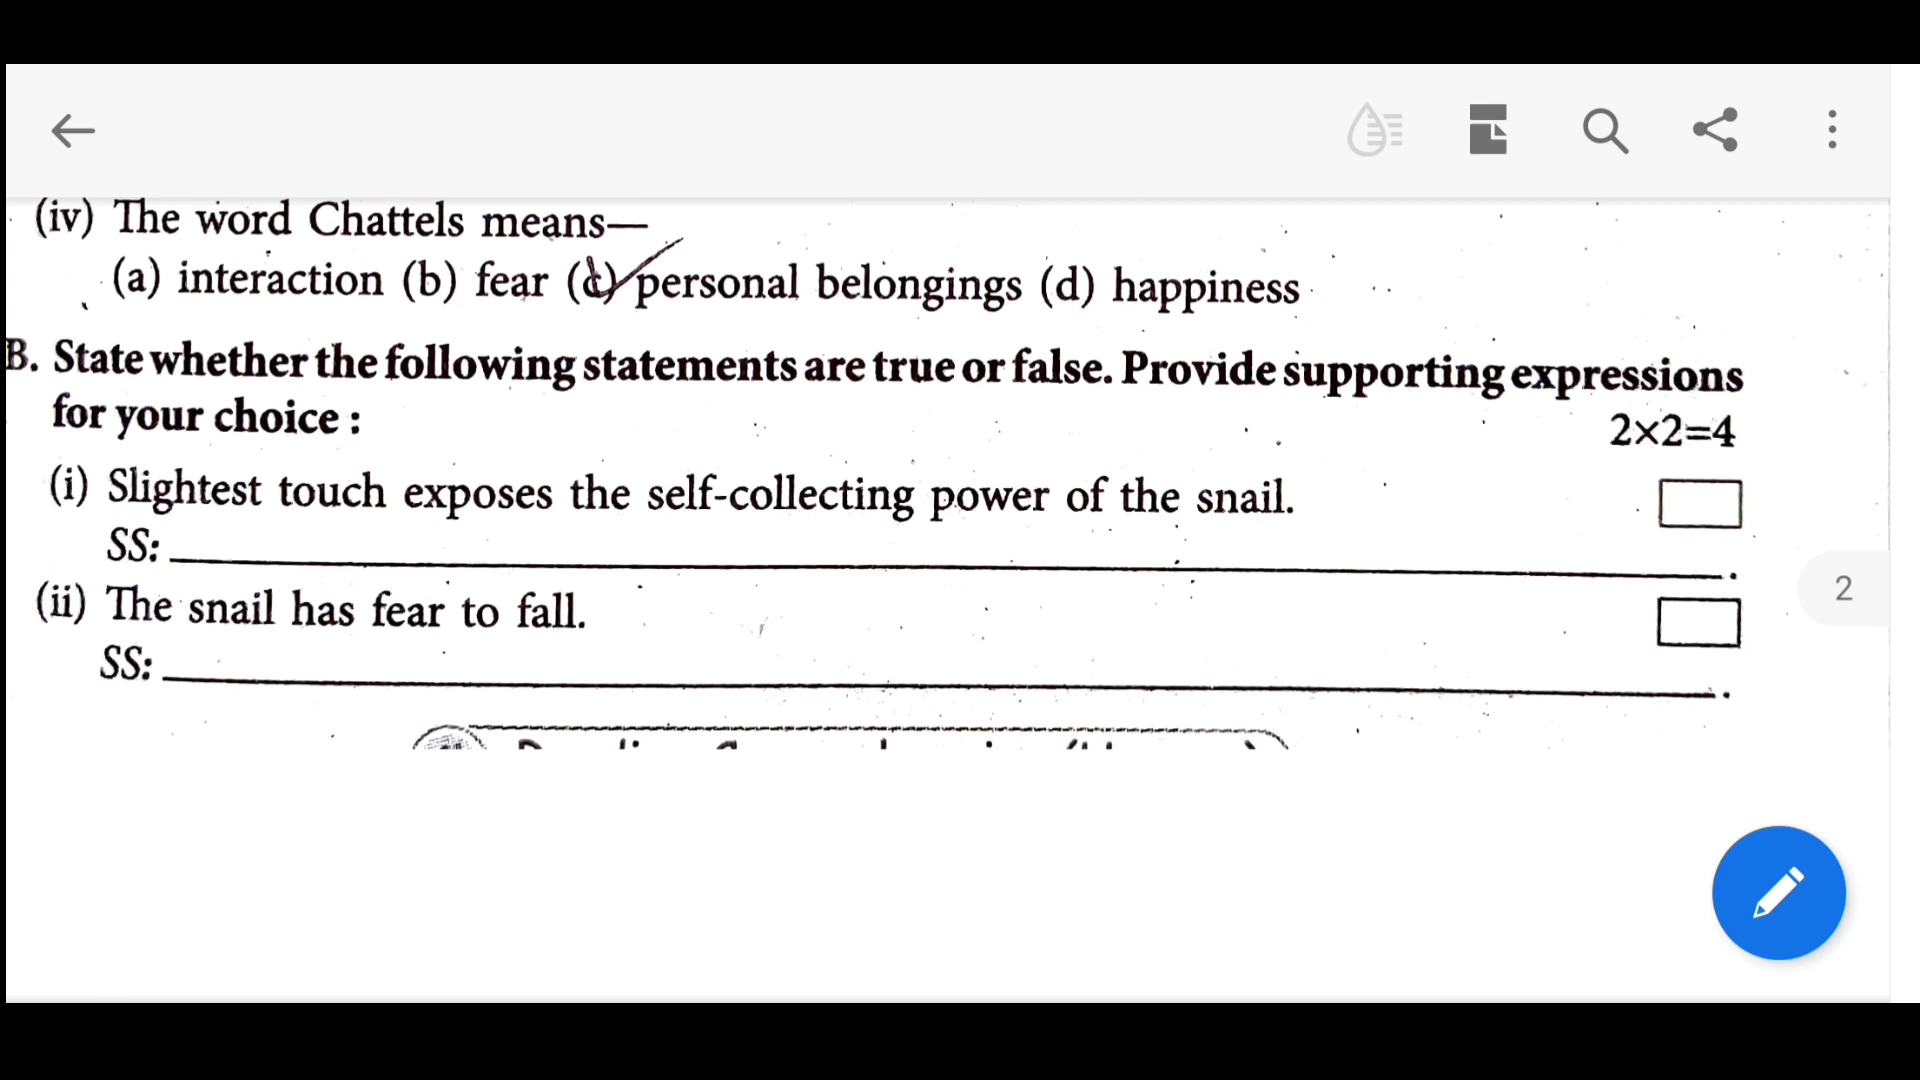 (iv) The word Chattels means—
(a) interaction (b) fear (c) personal belongings (d) happiness
B. State whether the following statements are true or false. Provide supporting expressions
for your choice :
2×2=4
(i) Slightest touch exposes the self-collecting power of the snail.
SS:
(ii) The snail has fear to fall.
2
SS: